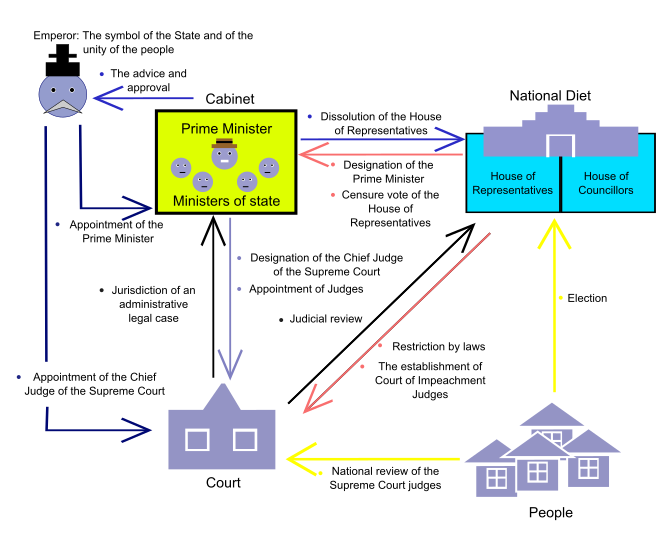 Emperor: The symbol of the State and of the
unity of the people
• The advice and
approval
Cabinet
National Diet
Prime Minister
Ministers of state
• Dissolution of the House
of Representatives
• Designation of the
Prime Minister
• Censure vote of the
House of
Representatives
House of
Representatives
House of
Councillors
• Appointment of the
Prime Minister
• Designation of the Chief Judge
of the Supreme Court
• Appointment of Judges
• Jurisdiction of an
administrative
legal case
• Judicial review
• Election
• Restriction by laws
• The establishment of
Court of Impeachment
Judges
• Appointment of the Chief
Judge of the Supreme Court
Court
• National review of the
Supreme Court judges
People